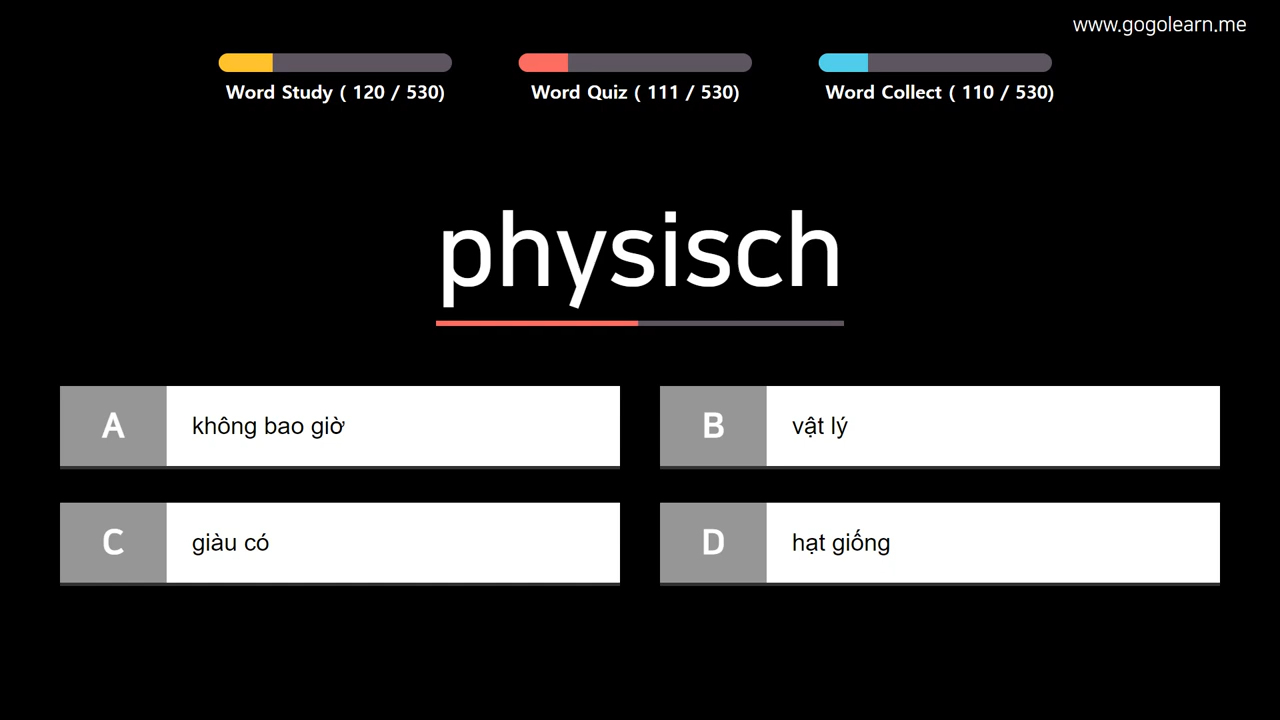 www.gogolearn.me
Word Study ( 120 / 530)
Word Quiz ( 111 / 530)
Word Collect ( 110 / 530)
physisch
A
không bao giờ
B
vật lý
C
giàu có
D
hạt giống